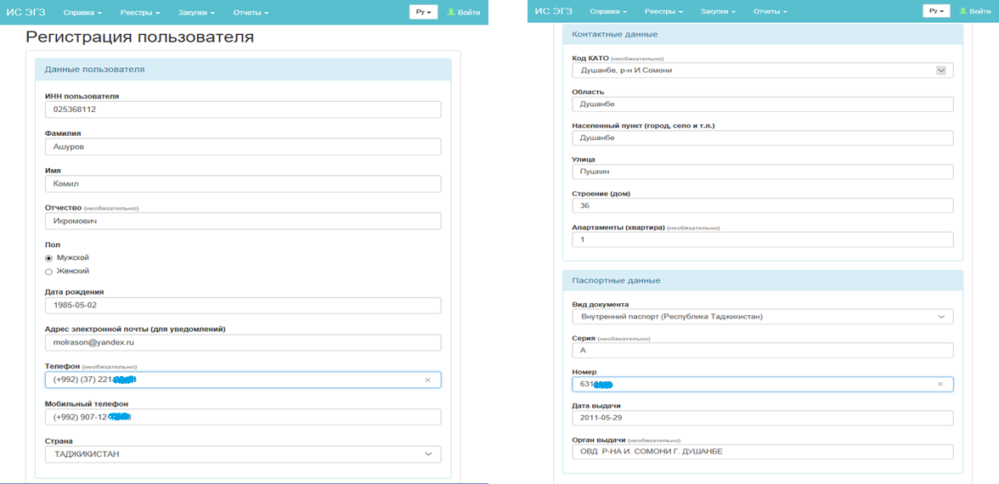 ИС ЭГЗ Справка Реестры Закупки Отчеты Ру Войти
Регистрация пользователя
Данные пользователя
ИНН пользователя
025368112
Фамилия
Ашуров
Имя
Комил
Отчество (необязательно)
Икромович
Пол
Мужской
Женский
Дата рождения
1985-05-02
Адрес электронной почты (для уведомлений)
molrason@yandex.ru
Телефон (необязательно)
(+992) (37) 221
Мобильный телефон
(+992) 907-12
Страна
ТАДЖИКИСТАН
ИС ЭГЗ Справка Реестры Закупки Отчеты Ру Войти
Контактные данные
Код КАТО (необязательно)
Душанбе, р-н И.Сомони
Область
Душанбе
Населенный пункт (город, село и т.п.)
Душанбе
Улица
Пушкин
Строение (дом)
36
Апартаменты (квартира) (необязательно)
1
Паспортные данные
Вид документа
Внутренний паспорт (Республика Таджикистан)
Серия (необязательно)
А
Номер
631
Дата выдачи
2011-05-29
Орган выдачи (необязательно)
ОВД Р-НА И. СОМОНИ Г. ДУШАНБЕ